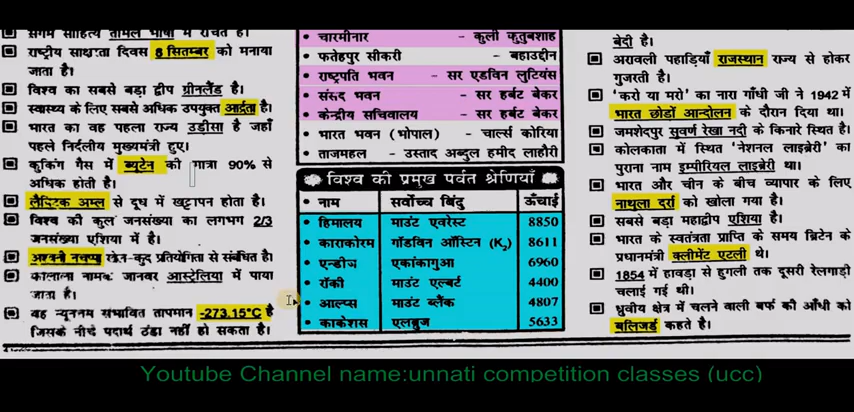 संगम साहित्य तामिल भाषा में रचित है।
राष्ट्रीय साक्षरता दिवस 8 सितम्बर को मनाया
जाता है।
विश्व का सबसे बड़ा द्वीप ग्रीनलैंड है।
स्वास्थ्य के लिए सबसे अधिक उपयुक्त आर्द्रता है।
भारत का वह पहला राज्य उड़ीसा है जहाँ
पहले निर्दलीय मुख्यमंत्री हुए।
कुकिंग गैस में ब्यूटेन की मात्रा 90% से
अधिक होती है।
लैक्टिक अम्ल से दूध में खट्टापन होता है।
विश्व की कुल जनसंख्या का लगभग 2/3
जनसंख्या एशिया में है।
अश्वनी नचप्पा खेल-कूद प्रतियोगिता से संबंधित है।
कोलाला नामक जानवर आस्ट्रेलिया में पाया
जाता है।
वह न्यूनतम संभावित तापमान -273.15°C है
जिसके नीचे पदार्थ ठंडा नहीं हो सकता है।
चारमीनार - कुली कुतुबशाह
फतेहपुर सीकरी - बहाउद्दीन
राष्ट्रपति भवन - सर एडविन लुटियंस
संसद भवन - सर हर्बट बेकर
केन्द्रीय सचिवालय - सर हर्बट बेकर
भारत भवन (भोपाल) - चार्ल्स कोरिया
ताजमहल - उस्ताद अब्दुल हमीद लाहौरी
विश्व की प्रमुख पर्वत श्रेणियाँ
नाम सर्वोच्च बिंदु ऊँचाई
हिमालय माउंट एवरेस्ट 8850
काराकोरम गॉडविन ऑस्टिन (K2) 8611
एन्डीज एकांकागुआ 6960
रॉकी माउंट एल्बर्ट 4400
आल्प्स माउंट ब्लैंक 4807
काकेशस एलब्रुज 5633
बेदी है।
अरावली पहाड़ियाँ राजस्थान राज्य से होकर
गुजरती है।
'करो या मरो' का नारा गाँधी जी ने 1942 में
भारत छोडों आन्दोलन के दौरान दिया था।
जमशेदपुर सुवर्ण रेखा नदी के किनारे स्थित है।
कोलकाता में स्थित 'नेशनल लाइब्रेरी' का
पुराना नाम इम्पीरियल लाइब्रेरी था।
भारत और चीन के बीच व्यापार के लिए
नाथूला दर्रा को खोला गया है।
सबसे बड़ा महाद्वीप एशिया है।
भारत के स्वतंत्रता प्राप्ति के समय ब्रिटेन के
प्रधानमंत्री क्लीमेंट एटली थे।
1854 में हावड़ा से हुगली तक दूसरी रेलगाड़ी
चलाई गई थी।
ध्रुवीय क्षेत्र में चलने वाली बर्फ की आँधी को
बलिजर्ड कहते है।
Youtube Channel name:unnati competition classes (ucc)